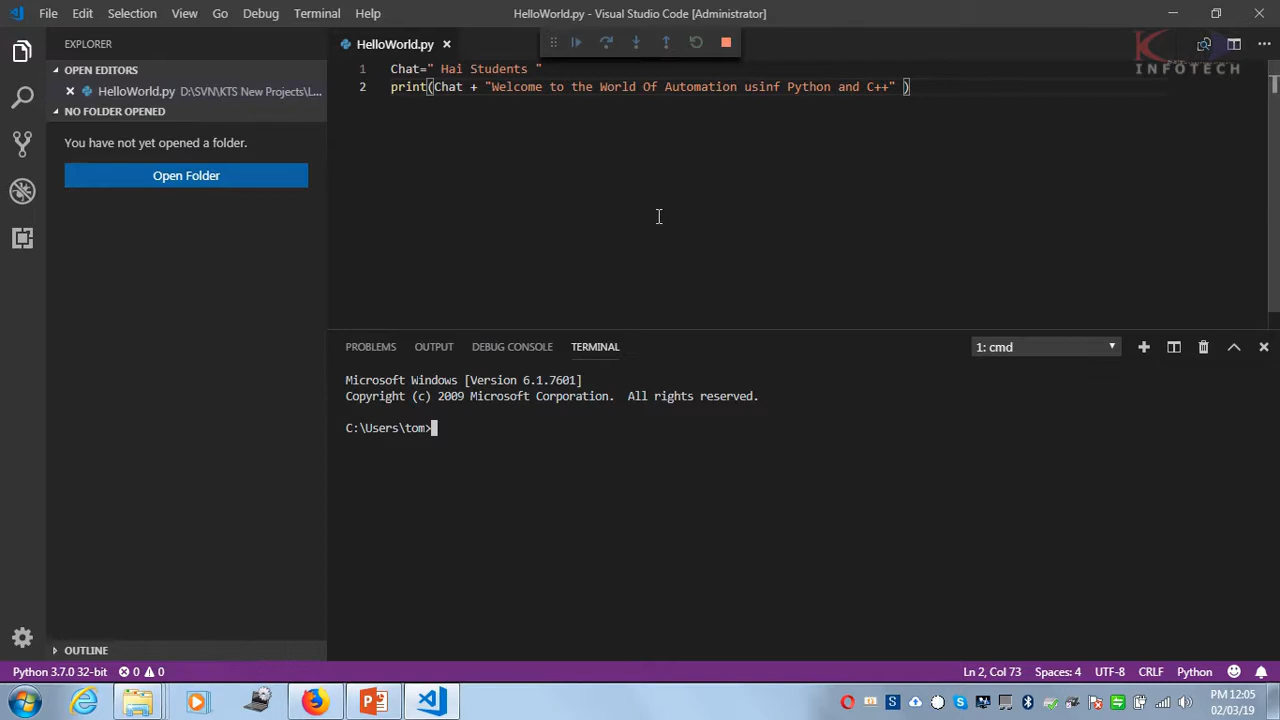 File Edit Selection View Go Debug Terminal Help
HelloWorld.py - Visual Studio Code [Administrator]
EXPLORER
HelloWorld.py
INFOTECH
OPEN EDITORS
HelloWorld.py D:\SVN\KTS New Projects\L...
NO FOLDER OPENED
You have not yet opened a folder.
Open Folder
1 Chat=" Hai Students "
2 print(Chat + "Welcome to the World Of Automation usinf Python and C++" )
PROBLEMS OUTPUT DEBUG CONSOLE TERMINAL
1: cmd
Microsoft Windows [Version 6.1.7601]
Copyright (c) 2009 Microsoft Corporation.  All rights reserved.
C:\Users\tom>
OUTLINE
Python 3.7.0 32-bit 0 0
Ln 2, Col 73 Spaces: 4 UTF-8 CRLF Python
PM 12:05
02/03/19